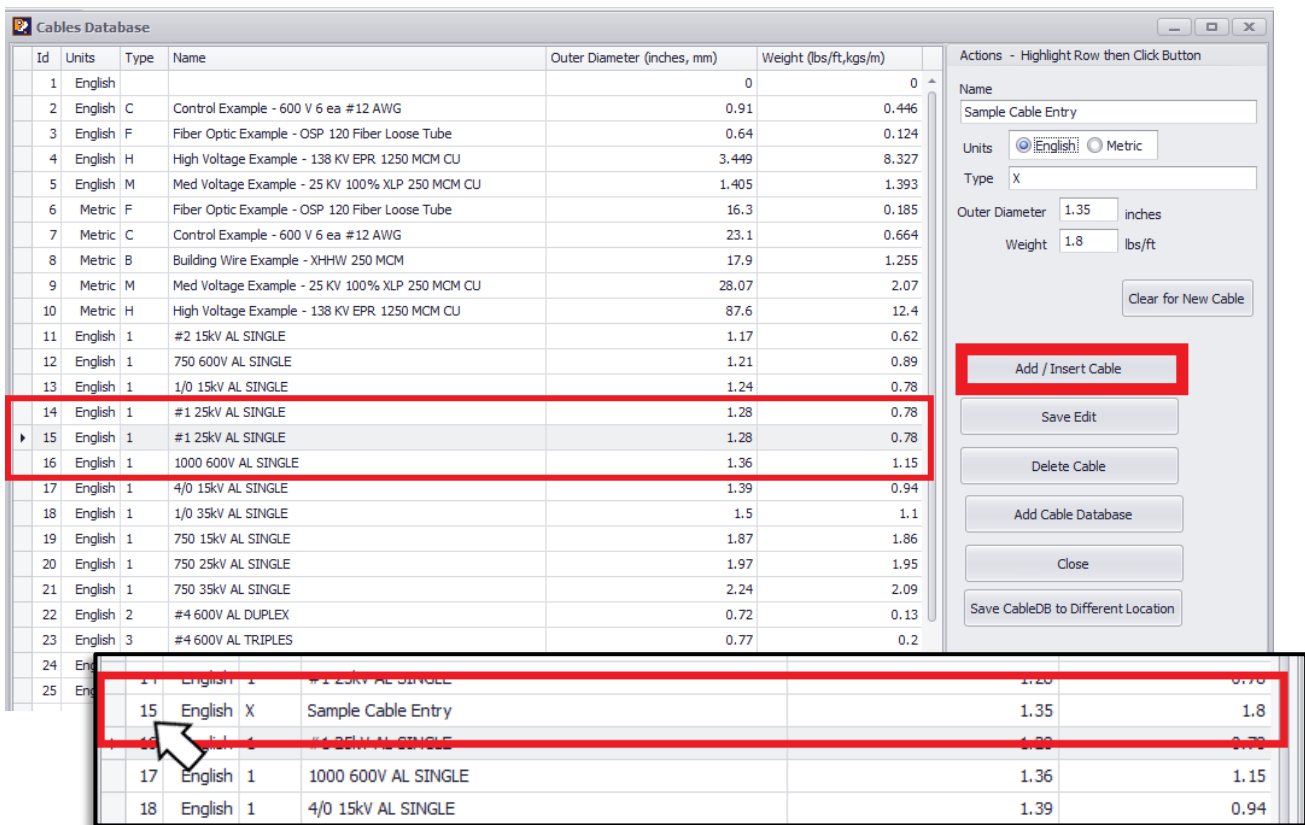 Cables Database
Id Units Type Name Outer Diameter (inches, mm) Weight (lbs/ft,kgs/m)
1 English 0 0
2 English C Control Example - 600 V 6 ea #12 AWG 0.91 0.446
3 English F Fiber Optic Example - OSP 120 Fiber Loose Tube 0.64 0.124
4 English H High Voltage Example - 138 KV EPR 1250 MCM CU 3.449 8.327
5 English M Med Voltage Example - 25 KV 100% XLP 250 MCM CU 1.405 1.393
6 Metric F Fiber Optic Example - OSP 120 Fiber Loose Tube 16.3 0.185
7 Metric C Control Example - 600 V 6 ea #12 AWG 23.1 0.664
8 Metric B Building Wire Example - XHHW 250 MCM 17.9 1.255
9 Metric M Med Voltage Example - 25 KV 100% XLP 250 MCM CU 28.07 2.07
10 Metric H High Voltage Example - 138 KV EPR 1250 MCM CU 87.6 12.4
11 English 1 #2 15kV AL SINGLE 1.17 0.62
12 English 1 750 600V AL SINGLE 1.21 0.89
13 English 1 1/0 15kV AL SINGLE 1.24 0.78
14 English 1 #1 25kV AL SINGLE 1.28 0.78
15 English 1 #1 25kV AL SINGLE 1.28 0.78
16 English 1 1000 600V AL SINGLE 1.36 1.15
17 English 1 4/0 15kV AL SINGLE 1.39 0.94
18 English 1 1/0 35kV AL SINGLE 1.5 1.1
19 English 1 750 15kV AL SINGLE 1.87 1.86
20 English 1 750 25kV AL SINGLE 1.97 1.95
21 English 1 750 35kV AL SINGLE 2.24 2.09
22 English 2 #4 600V AL DUPLEX 0.72 0.13
23 English 3 #4 600V AL TRIPLES 0.77 0.2
24
25
Actions - Highlight Row then Click Button
Name
Sample Cable Entry
Units English Metric
Type X
Outer Diameter 1.35 inches
Weight 1.8 lbs/ft
Clear for New Cable
Add / Insert Cable
Save Edit
Delete Cable
Add Cable Database
Close
Save CableDB to Different Location
15 English X Sample Cable Entry 1.35 1.8
17 English 1 1000 600V AL SINGLE 1.36 1.15
18 English 1 4/0 15kV AL SINGLE 1.39 0.94